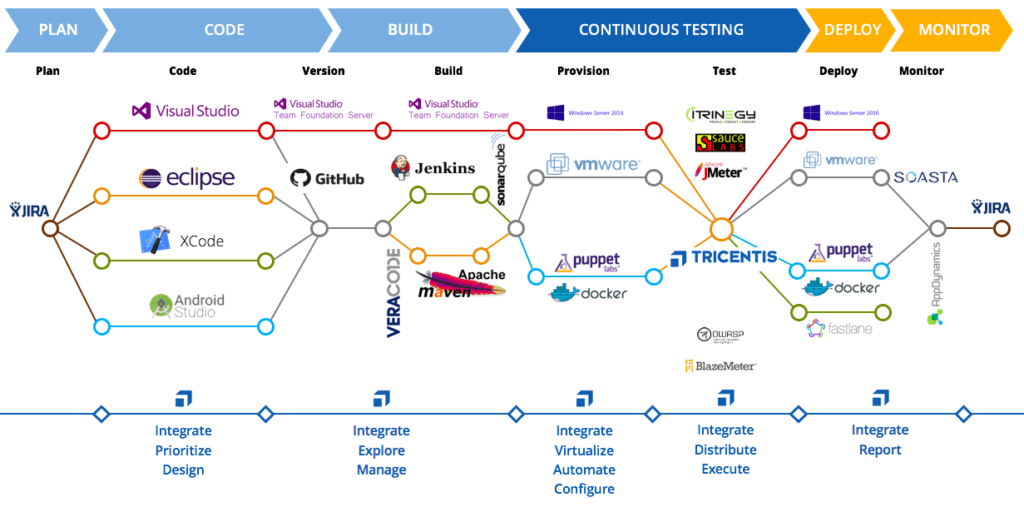 PLAN
CODE
BUILD
CONTINUOUS TESTING
DEPLOY
MONITOR
Plan
Code
Version
Build
Provision
Test
Deploy
Monitor
Visual Studio
Visual Studio
Team Foundation Server
Visual Studio
Team Foundation Server
Windows Server 2016
iTRINEGY
sauce
LABS
APACHE
JMeter™
Windows Server 2016
eclipse
GitHub
Jenkins
sonarqube
vmware
vmware
SOASTA
JIRA
XCode
JIRA
Android
Studio
VERACODE
Apache
maven
puppet
labs
docker
TRICENTIS
puppet
labs
docker
fastlane
AppDynamics
OWASP
BlazeMeter
Integrate
Prioritize
Design
Integrate
Explore
Manage
Integrate
Virtualize
Automate
Configure
Integrate
Distribute
Execute
Integrate
Report